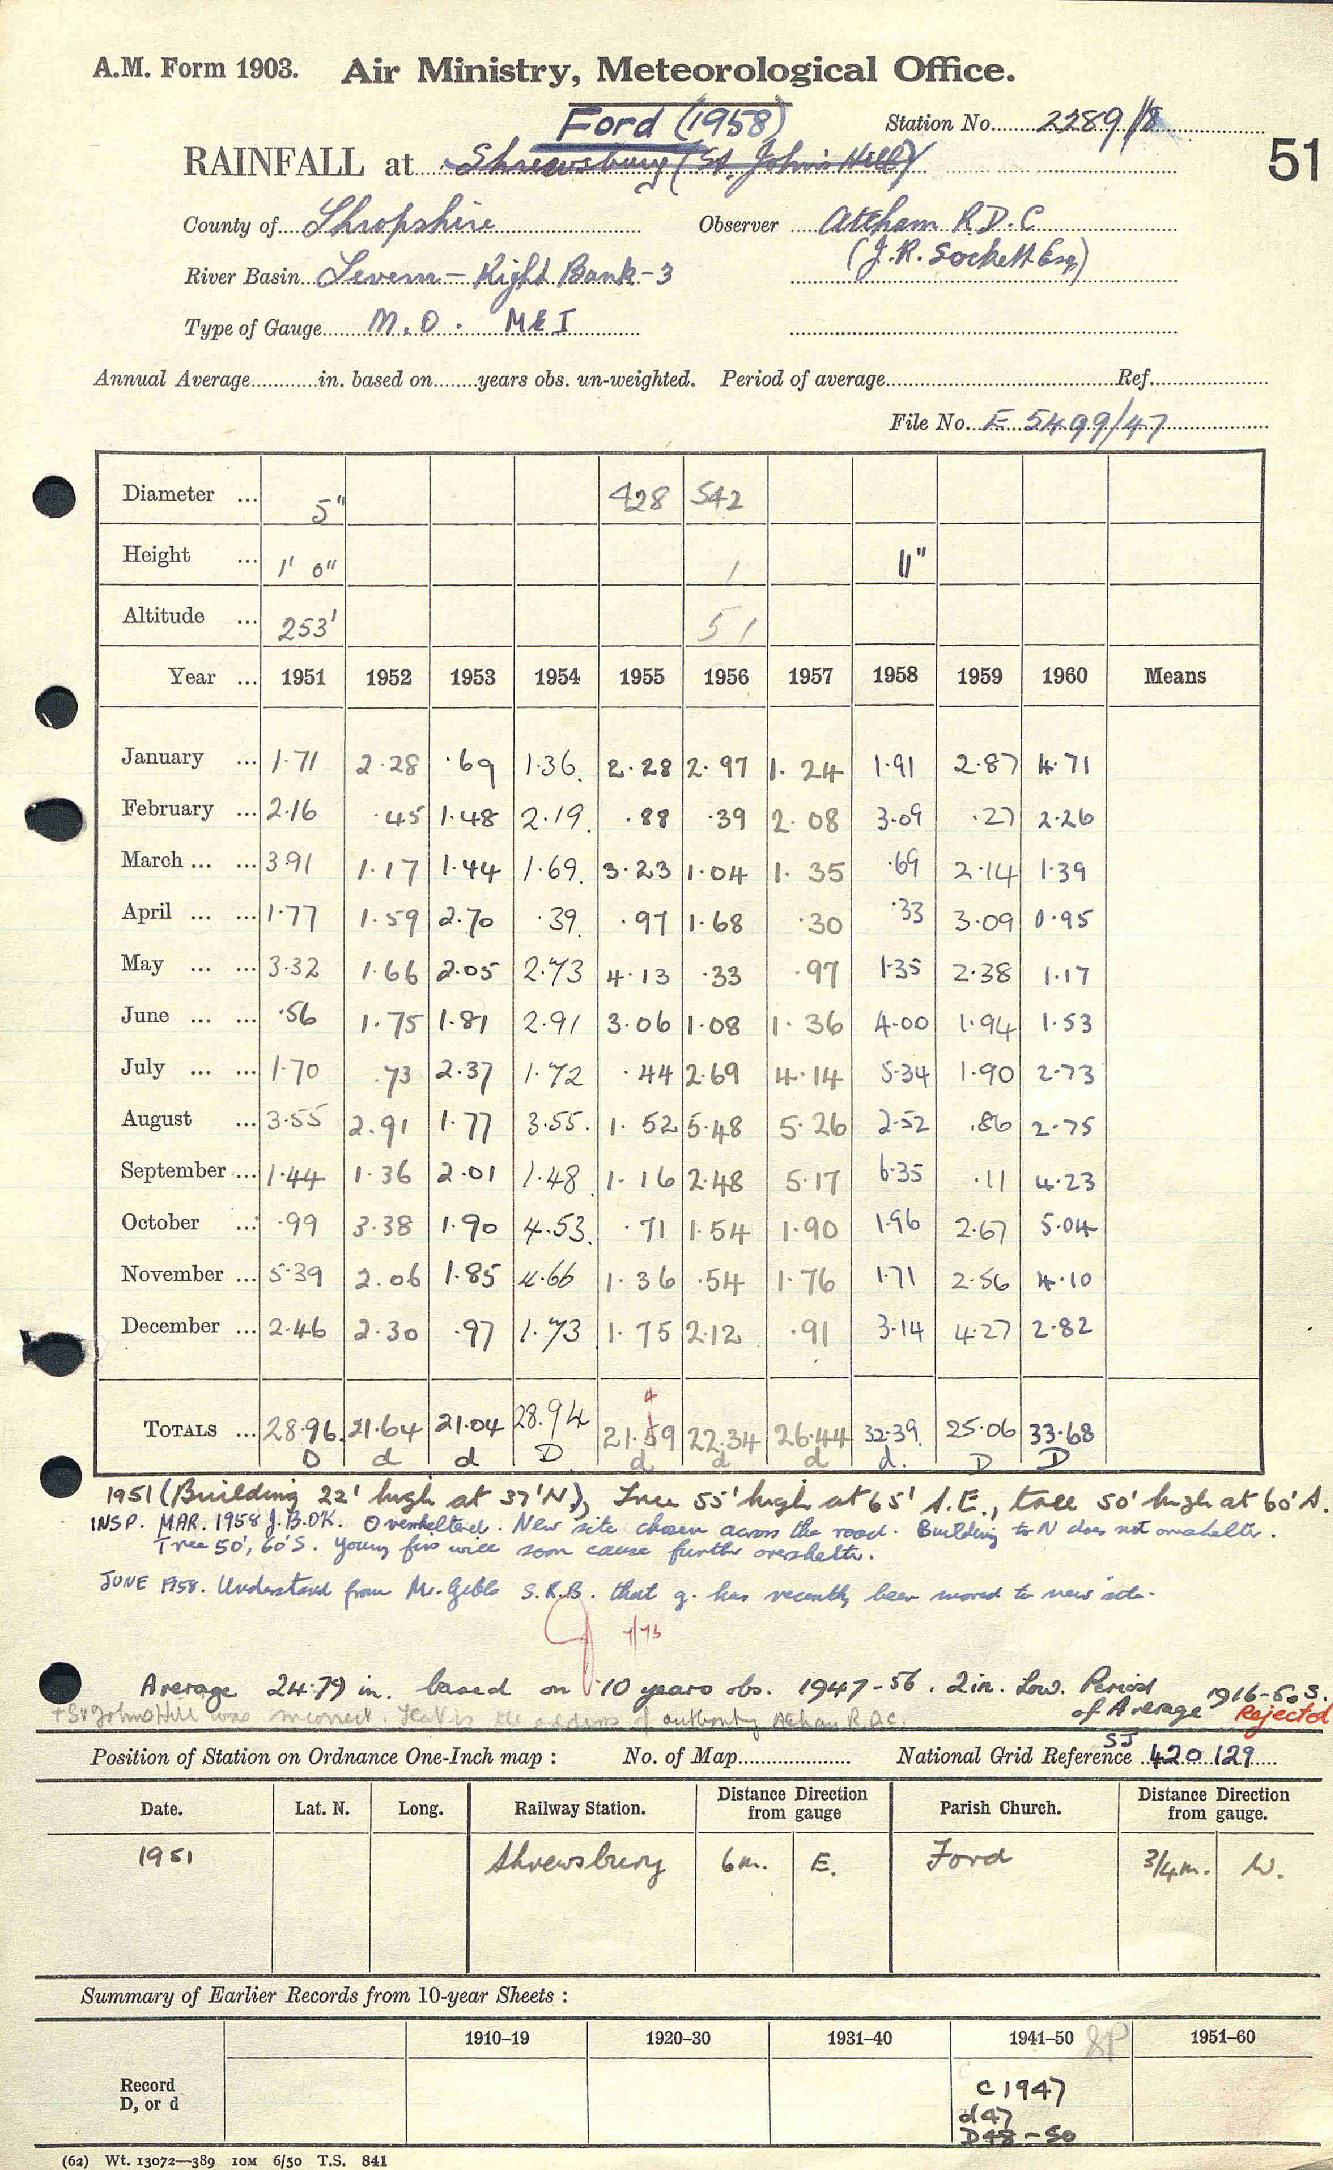 A.M. Form 1903. Air Ministry, Meteorological Office.
Ford (1958) Station No. 2289/18
RAINFALL at Shrewsbury (St. John's Hill) 51
County of Shropshire Observer Atcham R.D.C
(J.R. Sockett Esq)
River Basin Severn – Right Bank – 3
Type of Gauge M.O. M & I
Annual Average in. based on years obs. un-weighted. Period of average Ref.
File No. E 5499/47
Diameter ... 5" 428 542
Height ... 1' 0" 1 11"
Altitude ... 253' 51
Year ... 1951 1952 1953 1954 1955 1956 1957 1958 1959 1960 Means
January ... 1.71 2.28 .69 1.36 2.28 2.97 1.24 1.91 2.87 4.71
February ... 2.16 .45 1.48 2.19 .88 .39 2.08 3.09 .27 2.26
March ... ... 3.91 1.17 1.44 1.69 3.23 1.04 1.35 .69 2.14 1.39
April ... ... 1.77 1.59 2.70 .39 .97 1.68 .30 .33 3.09 0.95
May ... ... 3.32 1.66 2.05 2.73 4.13 .33 .97 1.35 2.38 1.17
June ... ... .56 1.75 1.81 2.91 3.06 1.08 1.36 4.00 1.94 1.53
July ... ... 1.70 .73 2.37 1.72 .44 2.69 4.14 5.34 1.90 2.73
August ... 3.55 2.91 1.77 3.55 1.52 5.48 5.26 2.52 .86 2.75
September ... 1.44 1.36 2.01 1.48 1.16 2.48 5.17 6.35 .11 4.23
October ... .99 3.38 1.90 4.53 .71 1.54 1.90 1.96 2.67 5.04
November ... 5.39 2.06 1.85 4.66 1.36 .54 1.76 1.71 2.56 4.10
December ... 2.46 2.30 .97 1.73 1.75 2.12 .91 3.14 4.27 2.82
4
TOTALS ... 28.96 21.64 21.04 28.94 21.59 22.34 26.44 32.39 25.06 33.68
D d d D d d d d. D D
1951 (Building 22' high at 37' N), Tree 55' high at 65' S.E., tree 50' high at 60' S.
INSP. MAR. 1958 J.B. OK. Oversheltered. New site chosen across the road. Building to N does not overshelter.
Tree 50', 60' S. Young firs will soon cause further overshelter.
JUNE 1958. Understand from Mr. Gibb S.R.B. that g. has recently been moved to new site.
Average 24.79 in. based on 10 years obs. 1947-56. 2in. Low. Period
of Average 1916-50 S.
Rejected
+ St Johns Hill was incorrect. That is the address of authority Atcham R.D.C.
Position of Station on Ordnance One-Inch map : No. of Map National Grid Reference SJ 420 129
Date. Lat. N. Long. Railway Station. Distance Direction from gauge Parish Church. Distance Direction from gauge.
1951 Shrewsbury 6m. E. Ford 3/4m. W.
Summary of Earlier Records from 10-year Sheets :
1910–19 1920–30 1931–40 1941–50 1951–60
Record
D, or d
C 1947
d 47
D 48 – 50
(62) Wt. 13072—389 10M 6/50 T.S. 841